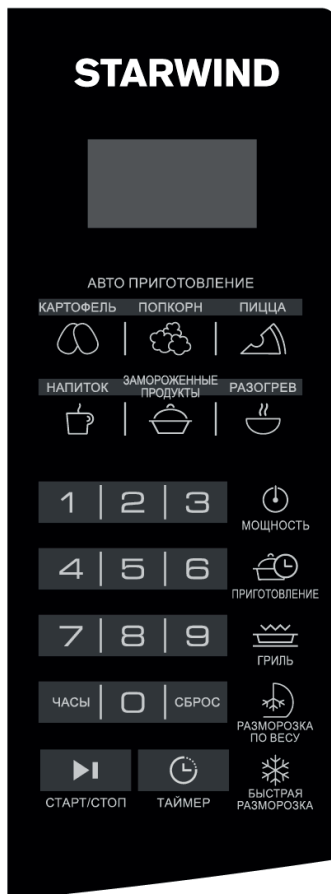 STARWIND
АВТО ПРИГОТОВЛЕНИЕ
КАРТОФЕЛЬ ПОПКОРН ПИЦЦА
НАПИТОК ЗАМОРОЖЕННЫЕ ПРОДУКТЫ РАЗОГРЕВ
1 2 3
МОЩНОСТЬ
4 5 6
ПРИГОТОВЛЕНИЕ
7 8 9
ГРИЛЬ
ЧАСЫ 0 СБРОС
РАЗМОРОЗКА
ПО ВЕСУ
СТАРТ/СТОП ТАЙМЕР
БЫСТРАЯ
РАЗМОРОЗКА